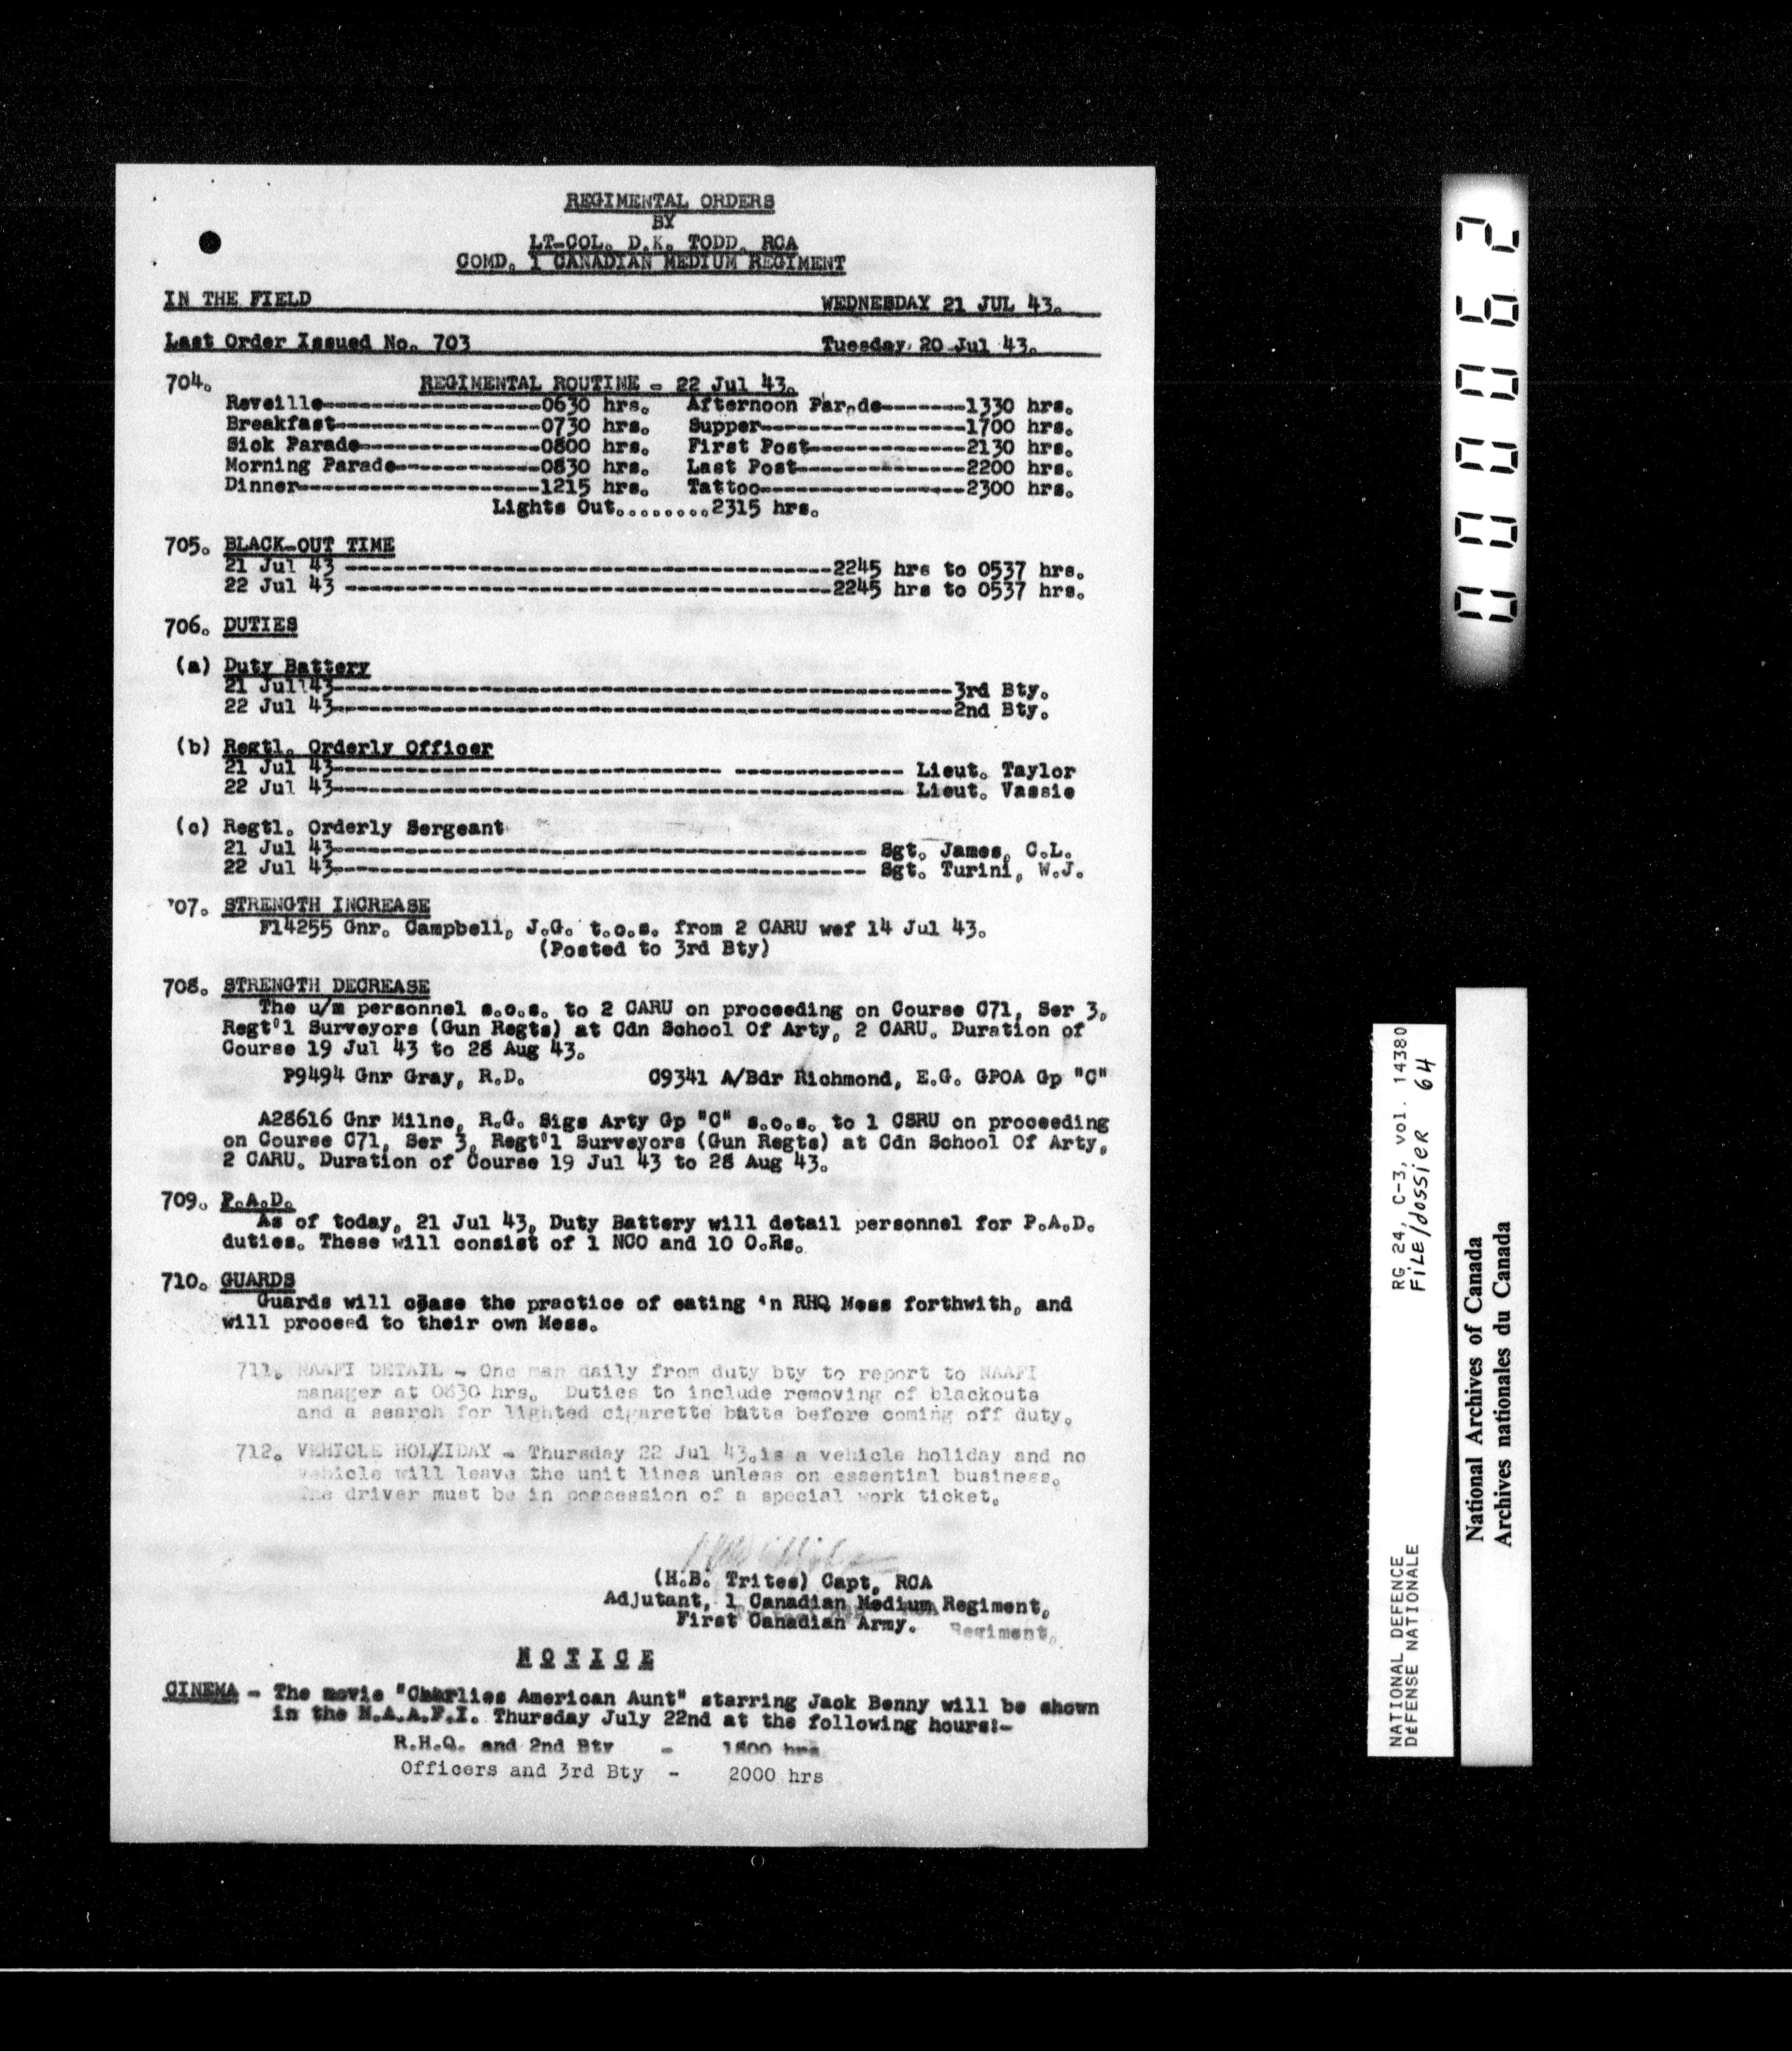 REGIMENTAL ORDERS
BY
LT-COL. D.K. TODD, RCA
COMD. 1 CANADIAN MEDIUM REGIMENT
IN THE FIELD WEDNESDAY 21 JUL 43.
Last Order Issued No. 703 Tuesday 20 Jul 43.
704. REGIMENTAL ROUTINE - 22 Jul 43.
Reveille--------------------0630 hrs. Afternoon Parade-------1330 hrs.
Breakfast-------------------0730 hrs. Supper-----------------1700 hrs.
Sick Parade-----------------0800 hrs. First Post-------------2130 hrs.
Morning Parade--------------0830 hrs. Last Post--------------2200 hrs.
Dinner----------------------1215 hrs. Tattoo-----------------2300 hrs.
Lights Out........2315 hrs.
705. BLACK-OUT TIME
21 Jul 43 ----------------------------------------2245 hrs to 0537 hrs.
22 Jul 43 ----------------------------------------2245 hrs to 0537 hrs.
706. DUTIES
(a) Duty Battery
21 Jul 43---------------------------------------------------3rd Bty.
22 Jul 43---------------------------------------------------2nd Bty.
(b) Regtl. Orderly Officer
21 Jul 43-------------------------------- -------------- Lieut. Taylor
22 Jul 43----------------------------------------------- Lieut. Vassie
(c) Regtl. Orderly Sergeant
21 Jul 43-------------------------------------------- Sgt. James, C.L.
22 Jul 43-------------------------------------------- Sgt. Turini, W.J.
'07. STRENGTH INCREASE
F14255 Gnr. Campbell, J.G. t.o.s. from 2 CARU wef 14 Jul 43.
(Posted to 3rd Bty)
708. STRENGTH DECREASE
The u/m personnel s.o.s. to 2 CARU on proceeding on Course C71, Ser 3,
Regt'l Surveyors (Gun Regts) at Cdn School Of Arty, 2 CARU. Duration of
Course 19 Jul 43 to 28 Aug 43.
P9494 Gnr Gray, R.D. C9341 A/Bdr Richmond, E.G. GPOA Gp "C"
A28616 Gnr Milne, R.G. Sigs Arty Gp "C" s.o.s. to 1 CSRU on proceeding
on Course C71, Ser 3, Regt'l Surveyors (Gun Regts) at Cdn School Of Arty,
2 CARU. Duration of Course 19 Jul 43 to 28 Aug 43.
709. P.A.D.
As of today, 21 Jul 43, Duty Battery will detail personnel for P.A.D.
duties. These will consist of 1 NCO and 10 O.Rs.
710. GUARDS
Guards will cease the practice of eating 'n RHQ Mess forthwith, and
will proceed to their own Mess.
711. NAAFI DETAIL - One man daily from duty bty to report to NAAFI
manager at 0830 hrs. Duties to include removing of blackouts
and a search for lighted cigarette butts before coming off duty.
712. VEHICLE HOLIDAY - Thursday 22 Jul 43.is a vehicle holiday and no
vehicle will leave the unit lines unless on essential business.
The driver must be in possession of a special work ticket.
(H.B. Trites) Capt, RCA
Adjutant, 1 Canadian Medium Regiment,
First Canadian Army. Regiment,
NOTICE
CINEMA - The movie "Charlies American Aunt" starring Jack Benny will be shown
in the N.A.A.F.I. Thursday July 22nd at the following hours:-
R.H.Q. and 2nd Bty - 1800 hrs
Officers and 3rd Bty - 2000 hrs
0000062
NATIONAL DEFENCE RG 24, C-3, vol. 14380
DÉFENSE NATIONALE FILE/dossier 64
National Archives of Canada
Archives nationales du Canada